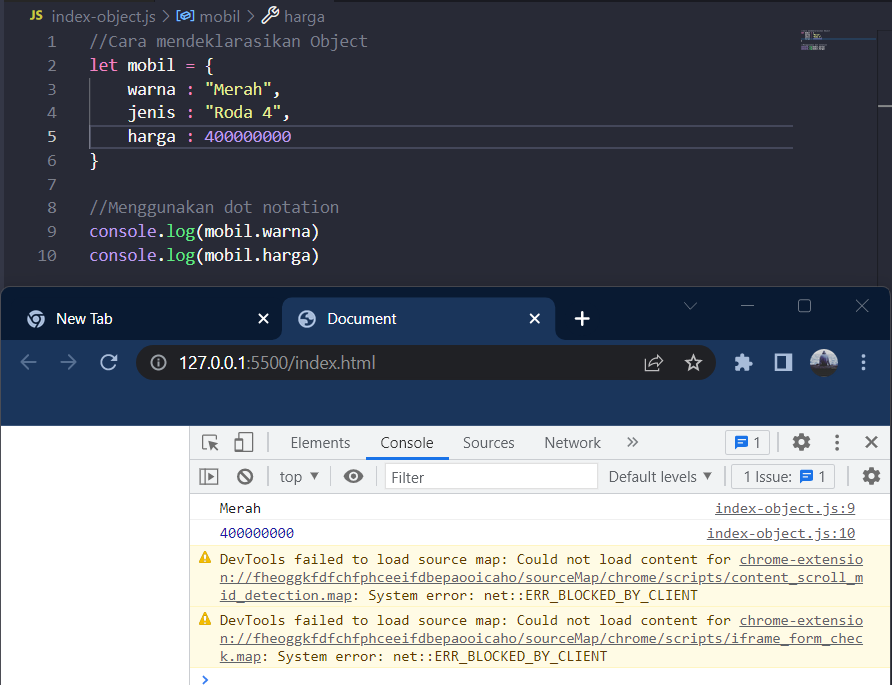 JS index-object.js > mobil > harga
1 //Cara mendeklarasikan Object
2 let mobil = {
3 warna : "Merah",
4 jenis : "Roda 4",
5 harga : 400000000
6 }
7
8 //Menggunakan dot notation
9 console.log(mobil.warna)
10 console.log(mobil.harga)
New Tab Document
127.0.0.1:5500/index.html
Elements Console Sources Network » 1
top Filter Default levels 1 Issue: 1
Merah index-object.js:9
400000000 index-object.js:10
DevTools failed to load source map: Could not load content for chrome-extensio
n://fheoggkfdfchfphceeifdbepaooicaho/sourceMap/chrome/scripts/content_scroll_m
id_detection.map: System error: net::ERR_BLOCKED_BY_CLIENT
DevTools failed to load source map: Could not load content for chrome-extensio
n://fheoggkfdfchfphceeifdbepaooicaho/sourceMap/chrome/scripts/iframe_form_chec
k.map: System error: net::ERR_BLOCKED_BY_CLIENT